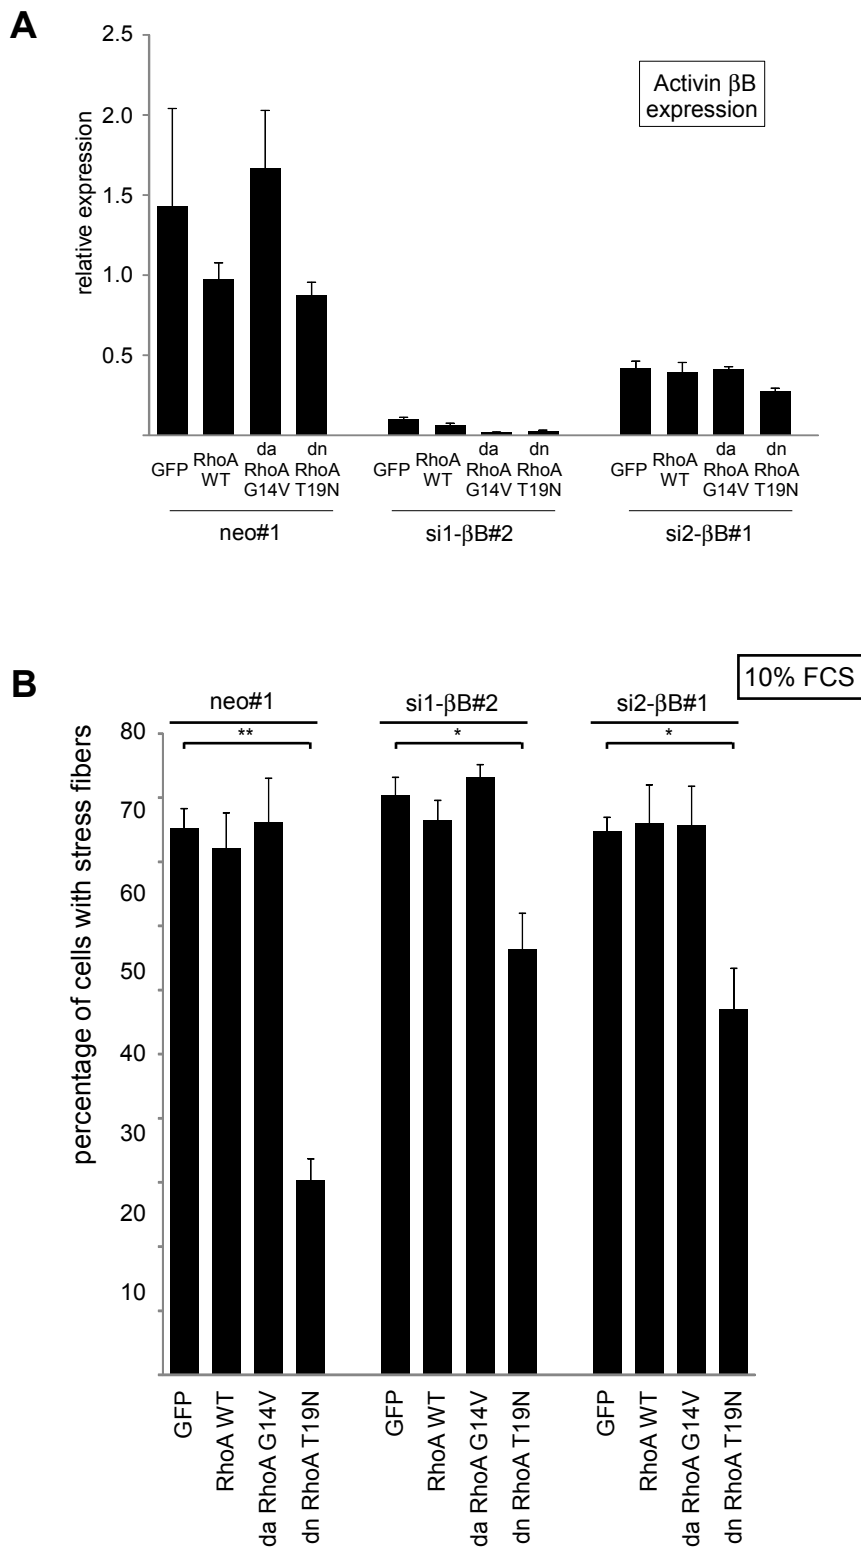 A
2.5
2.0
1.5
1.0
0.5
relative expression
Activin βB
expression
GFP
RhoA
WT
da
RhoA
G14V
dn
RhoA
T19N
GFP
RhoA
WT
da
RhoA
G14V
dn
RhoA
T19N
GFP
RhoA
WT
da
RhoA
G14V
dn
RhoA
T19N
neo#1
si1-βB#2
si2-βB#1
B
10% FCS
neo#1
si1-βB#2
si2-βB#1
**
*
*
80
70
60
50
40
30
20
10
percentage of cells with stress fibers
GFP
RhoA WT
da RhoA G14V
dn RhoA T19N
GFP
RhoA WT
da RhoA G14V
dn RhoA T19N
GFP
RhoA WT
da RhoA G14V
dn RhoA T19N